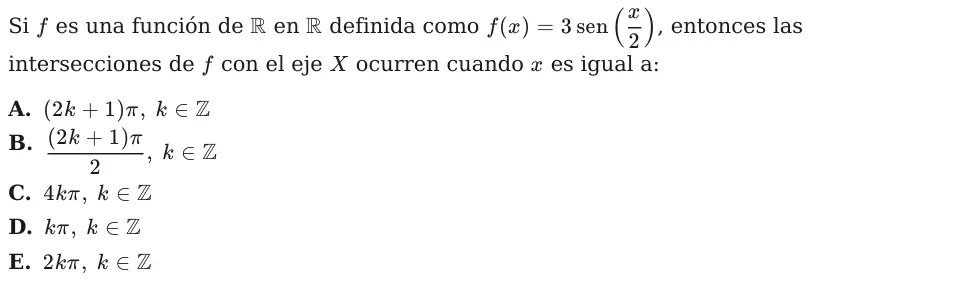 Si f es una función de ℝ en ℝ definida como f(x) = 3 sen (x/2), entonces las
intersecciones de f con el eje X ocurren cuando x es igual a:
A. (2k + 1)π, k ∈ ℤ
B. (2k + 1)π/2, k ∈ ℤ
C. 4kπ, k ∈ ℤ
D. kπ, k ∈ ℤ
E. 2kπ, k ∈ ℤ